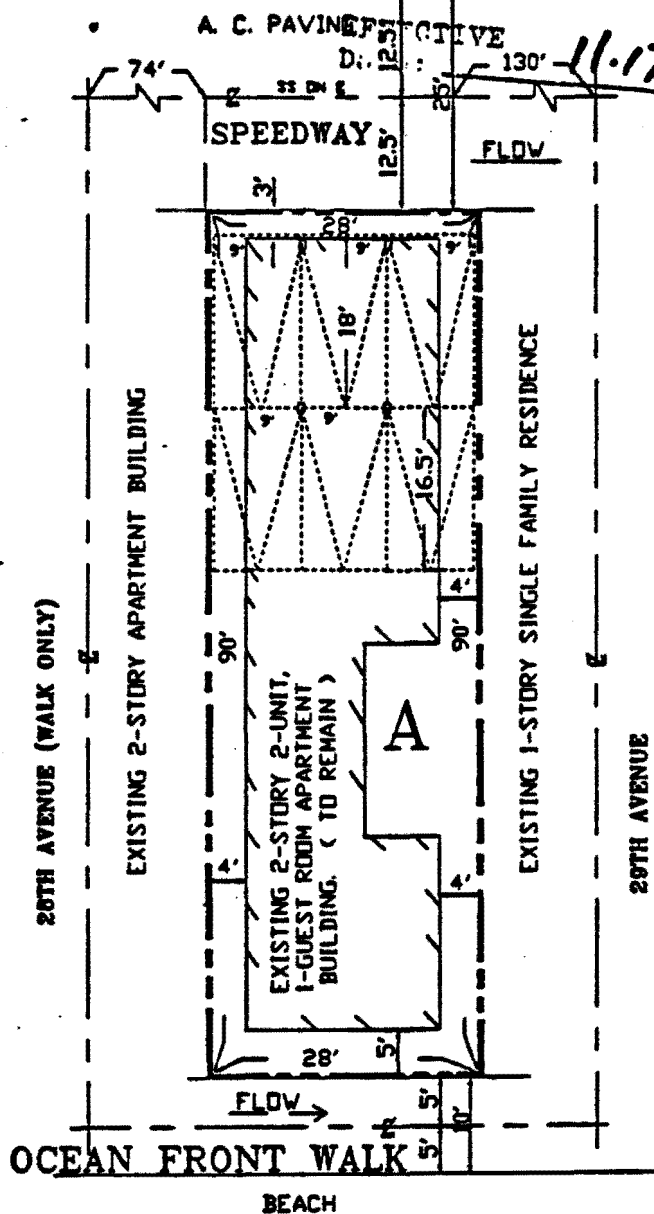 A. C. PAVING
EFFECTIVE
12.5'
11.17
74'
130'
25'
SPEEDWAY
12.5'
FLOW
3'
28'
9'
9'
9'
18'
9'
9'
16.5'
4'
90'
90'
EXISTING 2-STORY APARTMENT BUILDING
EXISTING 1-STORY SINGLE FAMILY RESIDENCE
28TH AVENUE (WALK ONLY)
29TH AVENUE
A
EXISTING 2-STORY 2-UNIT,
1-GUEST ROOM APARTMENT
BUILDING. ( TO REMAIN )
4'
4'
28'
5'
FLOW
5'
5'
10'
OCEAN FRONT WALK
BEACH